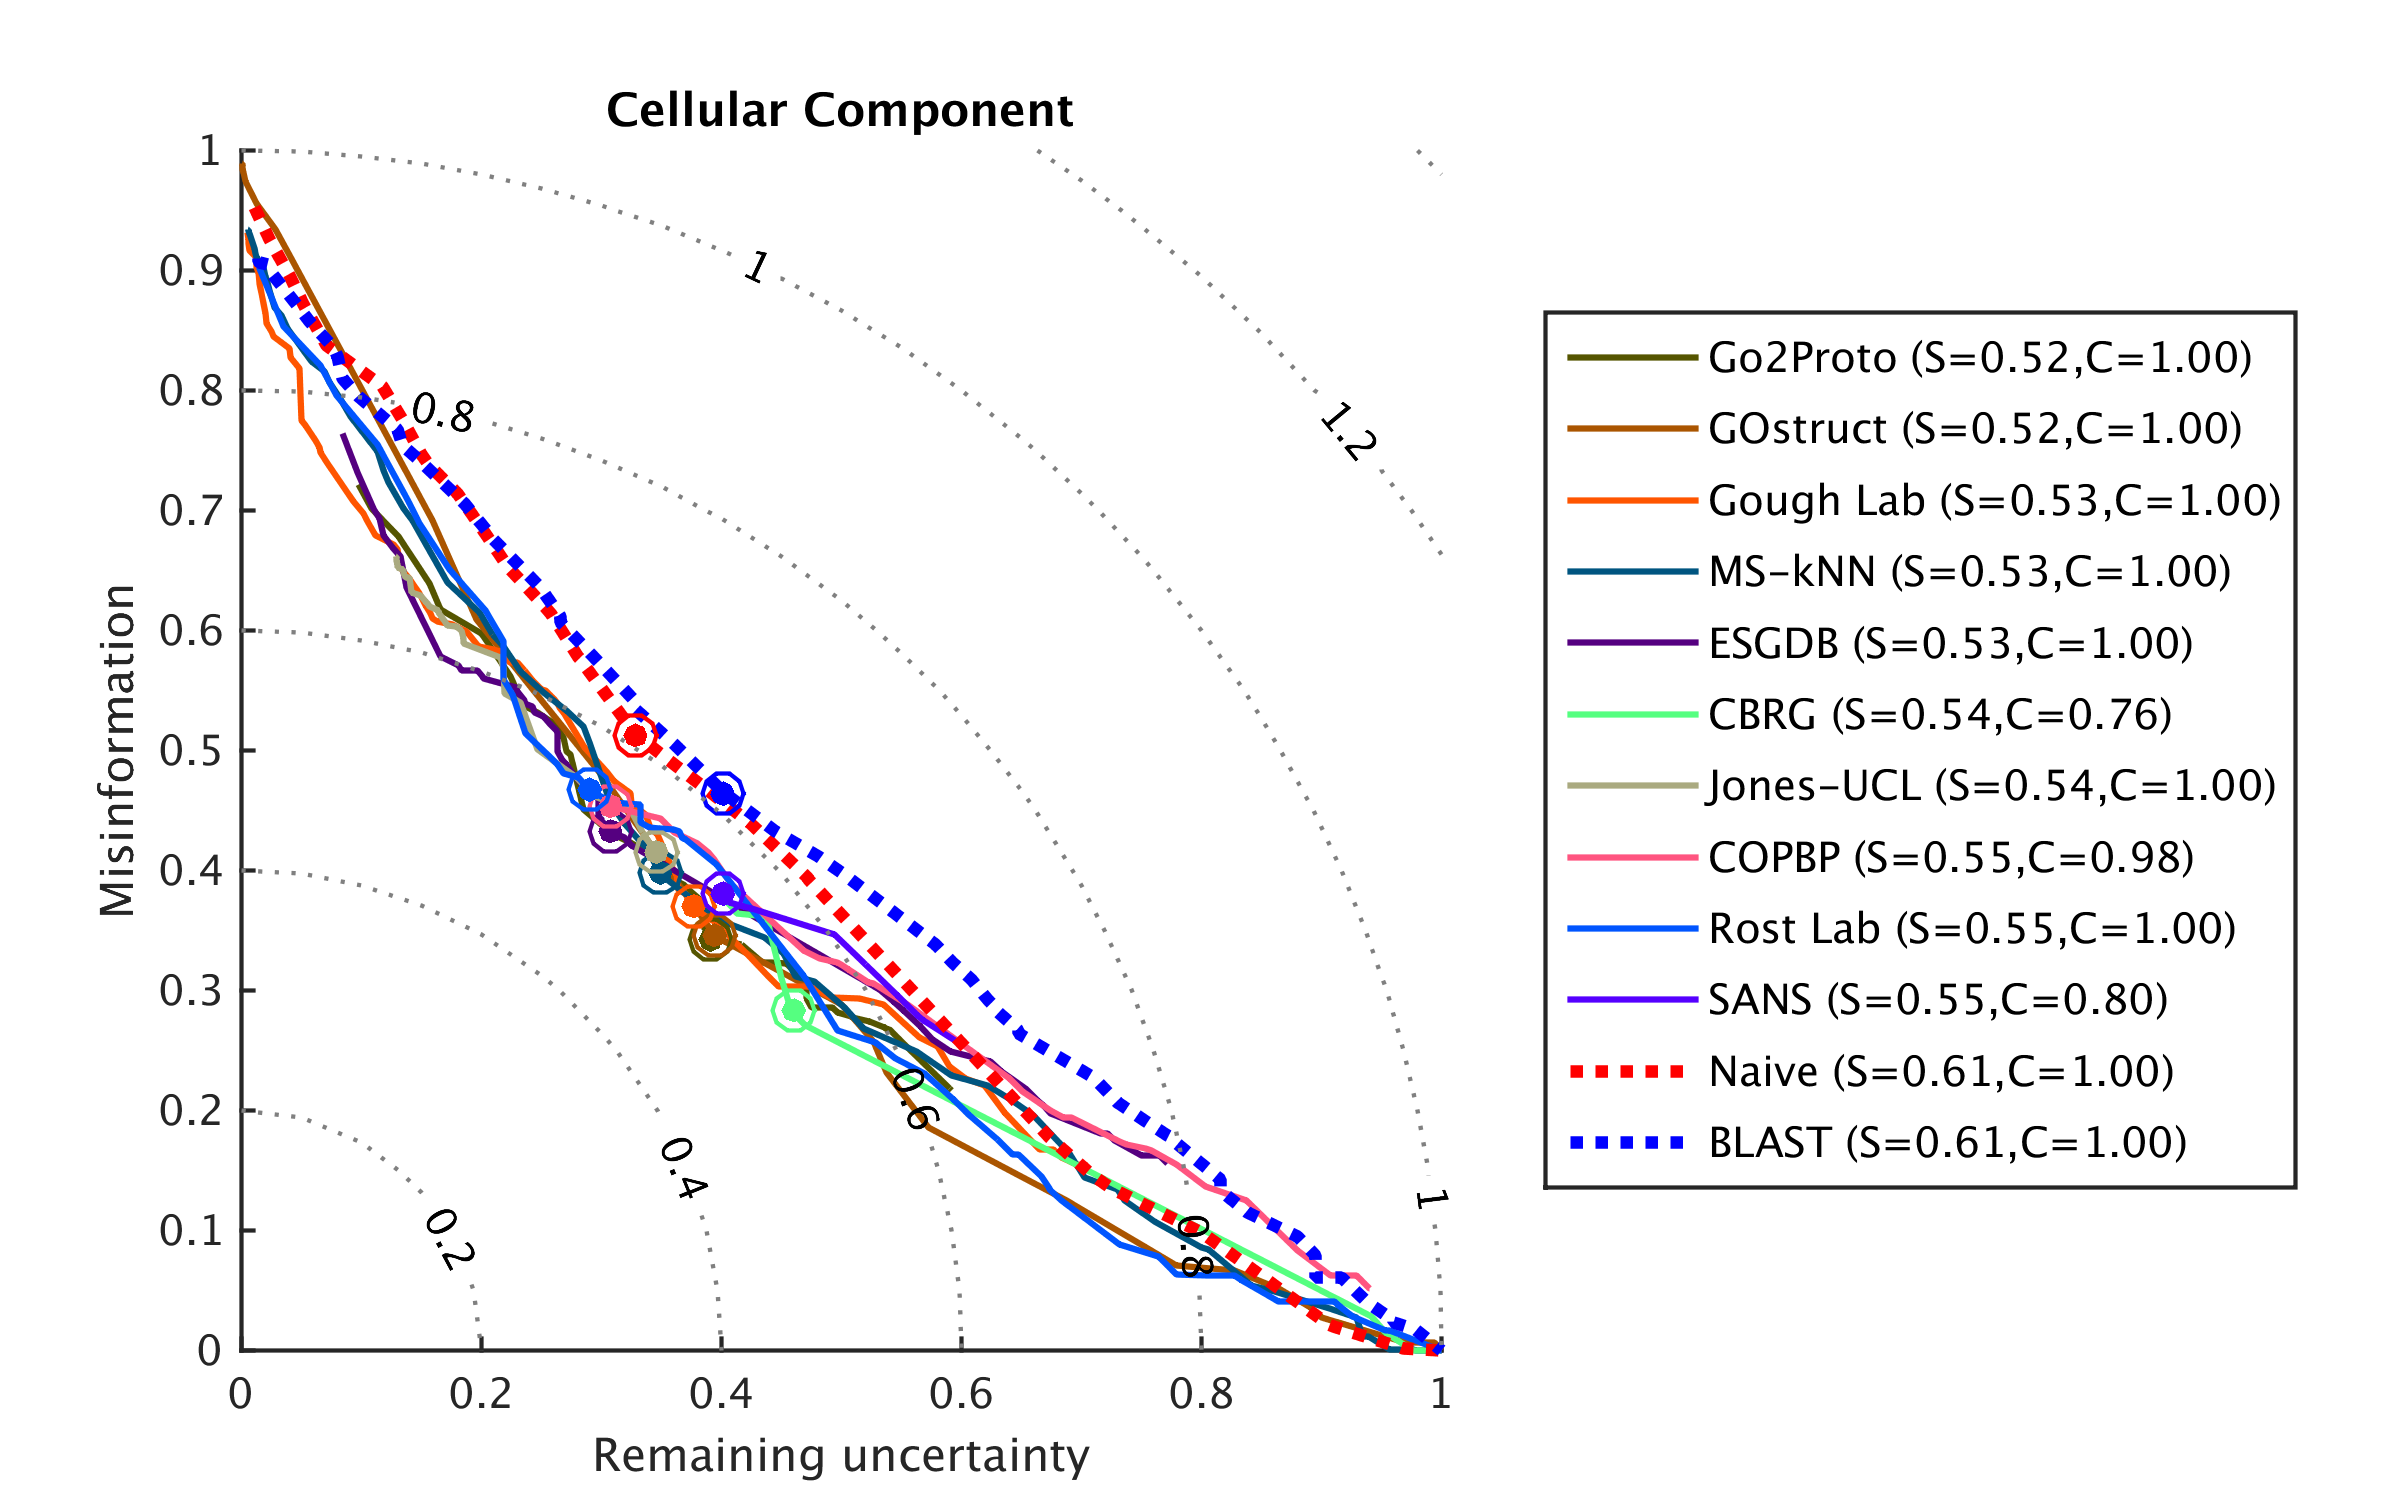 Cellular Component
1
0.9
0.8
0.7
0.6
0.5
0.4
0.3
0.2
0.1
0
Misinformation
0 0.2 0.4 0.6 0.8 1
Remaining uncertainty
1
0.8
1.2
0.6
0.4
0.2
0.8
1
Go2Proto (S=0.52,C=1.00)
GOstruct (S=0.52,C=1.00)
Gough Lab (S=0.53,C=1.00)
MS-kNN (S=0.53,C=1.00)
ESGDB (S=0.53,C=1.00)
CBRG (S=0.54,C=0.76)
Jones-UCL (S=0.54,C=1.00)
COPBP (S=0.55,C=0.98)
Rost Lab (S=0.55,C=1.00)
SANS (S=0.55,C=0.80)
Naive (S=0.61,C=1.00)
BLAST (S=0.61,C=1.00)